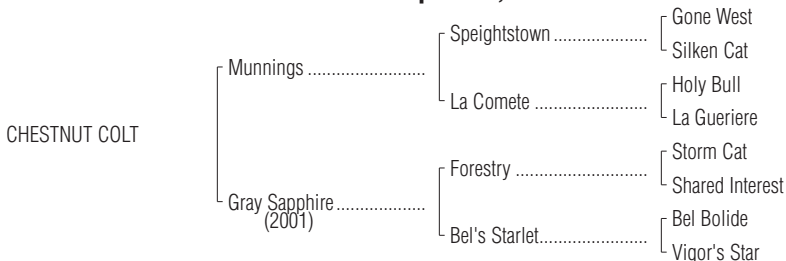 Gone West
Speightstown
Silken Cat
Munnings
Holy Bull
La Comete
La Gueriere
CHESTNUT COLT
Storm Cat
Forestry
Shared Interest
Gray Sapphire
(2001)
Bel Bolide
Bel's Starlet
Vigor's Star